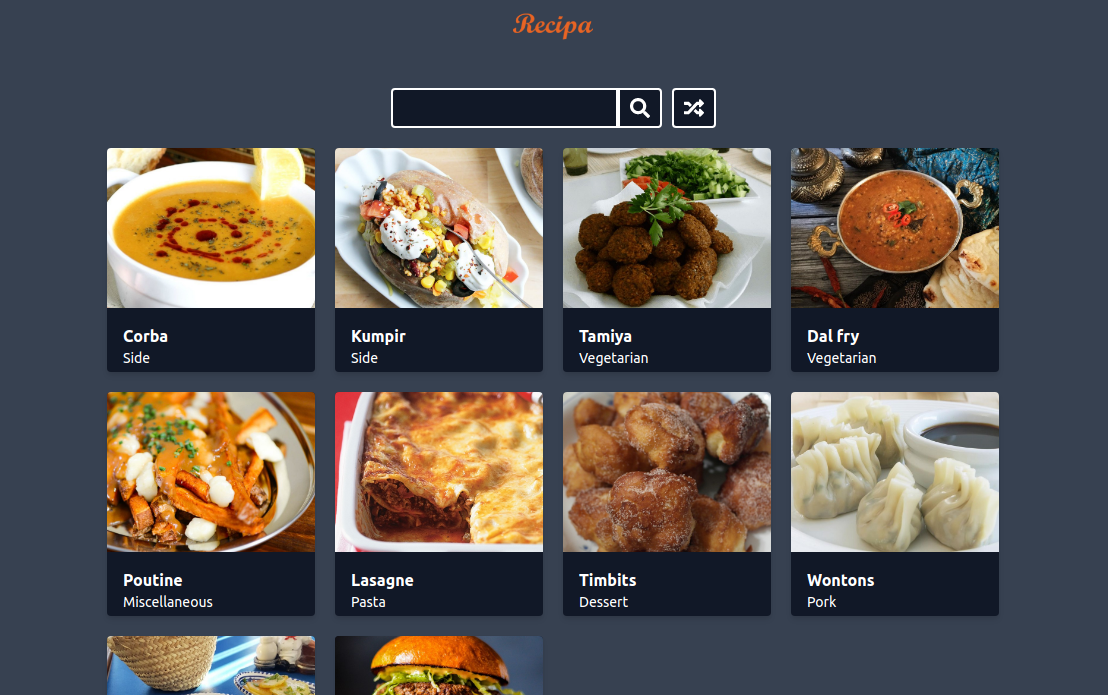 Recipa
Corba
Side
Kumpir
Side
Tamiya
Vegetarian
Dal fry
Vegetarian
Poutine
Miscellaneous
Lasagne
Pasta
Timbits
Dessert
Wontons
Pork